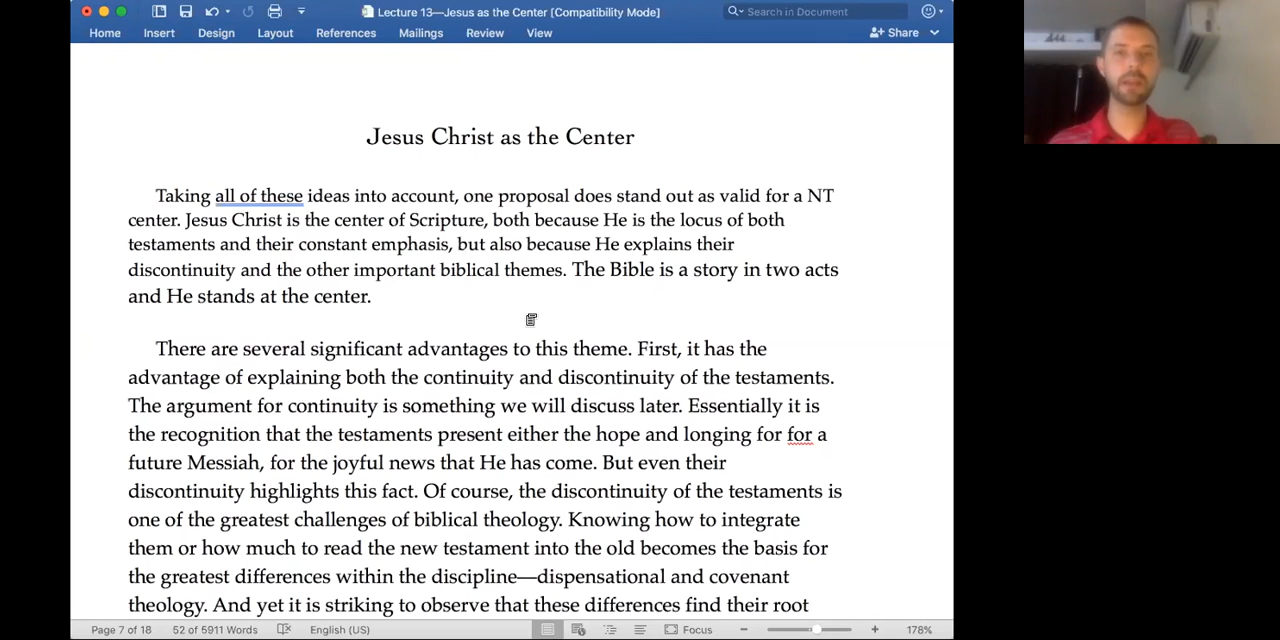 Lecture 13—Jesus as the Center [Compatibility Mode]
Search in Document
Home Insert Design Layout References Mailings Review View
Share
Jesus Christ as the Center
Taking all of these ideas into account, one proposal does stand out as valid for a NT
center. Jesus Christ is the center of Scripture, both because He is the locus of both
testaments and their constant emphasis, but also because He explains their
discontinuity and the other important biblical themes. The Bible is a story in two acts
and He stands at the center.
There are several significant advantages to this theme. First, it has the
advantage of explaining both the continuity and discontinuity of the testaments.
The argument for continuity is something we will discuss later. Essentially it is
the recognition that the testaments present either the hope and longing for for a
future Messiah, for the joyful news that He has come. But even their
discontinuity highlights this fact. Of course, the discontinuity of the testaments is
one of the greatest challenges of biblical theology. Knowing how to integrate
them or how much to read the new testament into the old becomes the basis for
the greatest differences within the discipline—dispensational and covenant
theology. And yet it is striking to observe that these differences find their root
Page 7 of 18 52 of 5911 Words English (US) Focus 178%